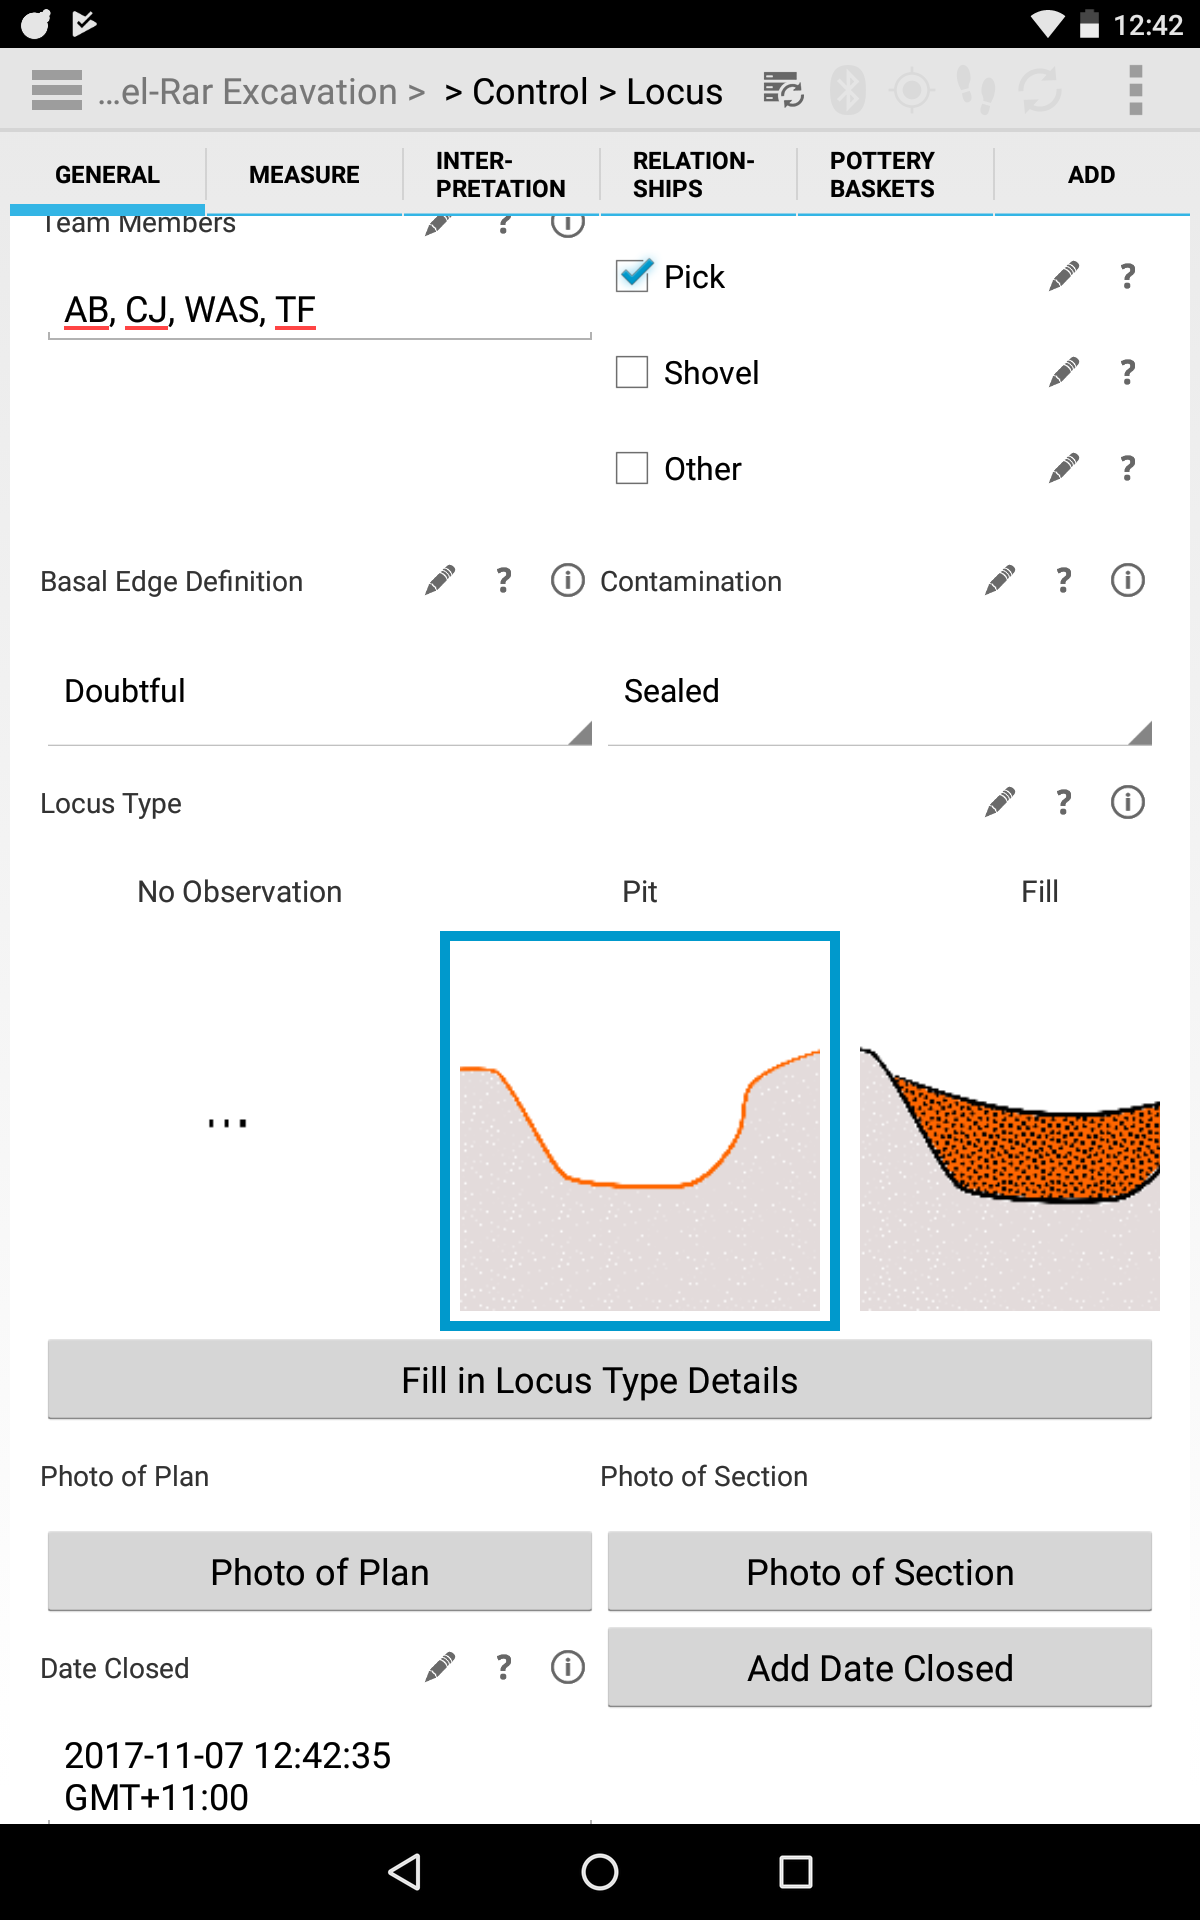 12:42
...el-Rar Excavation > > Control > Locus
GENERAL
MEASURE
INTER-
PRETATION
RELATION-
SHIPS
POTTERY
BASKETS
ADD
Team Members ? i
AB, CJ, WAS, TF
Pick ?
Shovel ?
Other ?
Basal Edge Definition ? i
Contamination ? i
Doubtful
Sealed
Locus Type ? i
No Observation
Pit
Fill
...
Fill in Locus Type Details
Photo of Plan
Photo of Section
Photo of Plan
Photo of Section
Date Closed ? i
Add Date Closed
2017-11-07 12:42:35
GMT+11:00